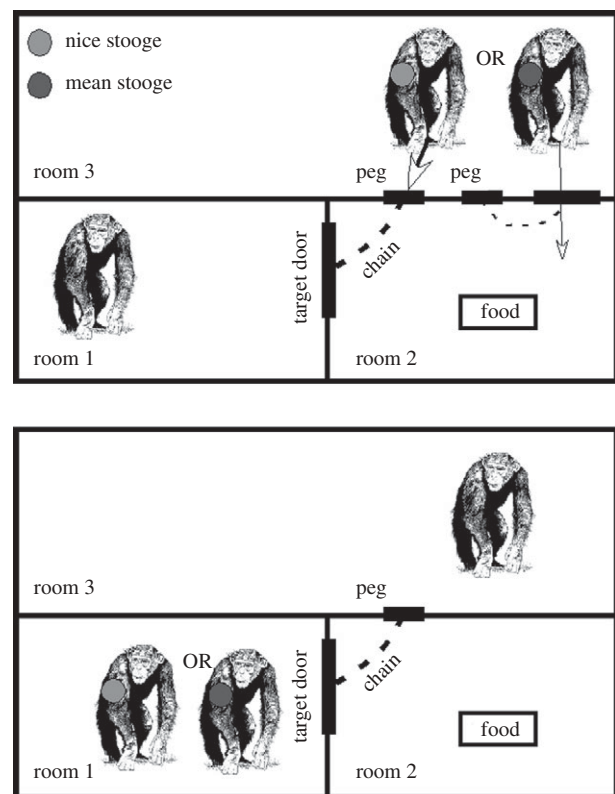 nice stooge
mean stooge
OR
room 3
peg peg
chain
target door
food
room 1 room 2
room 3
peg
OR
chain
target door
food
room 1 room 2